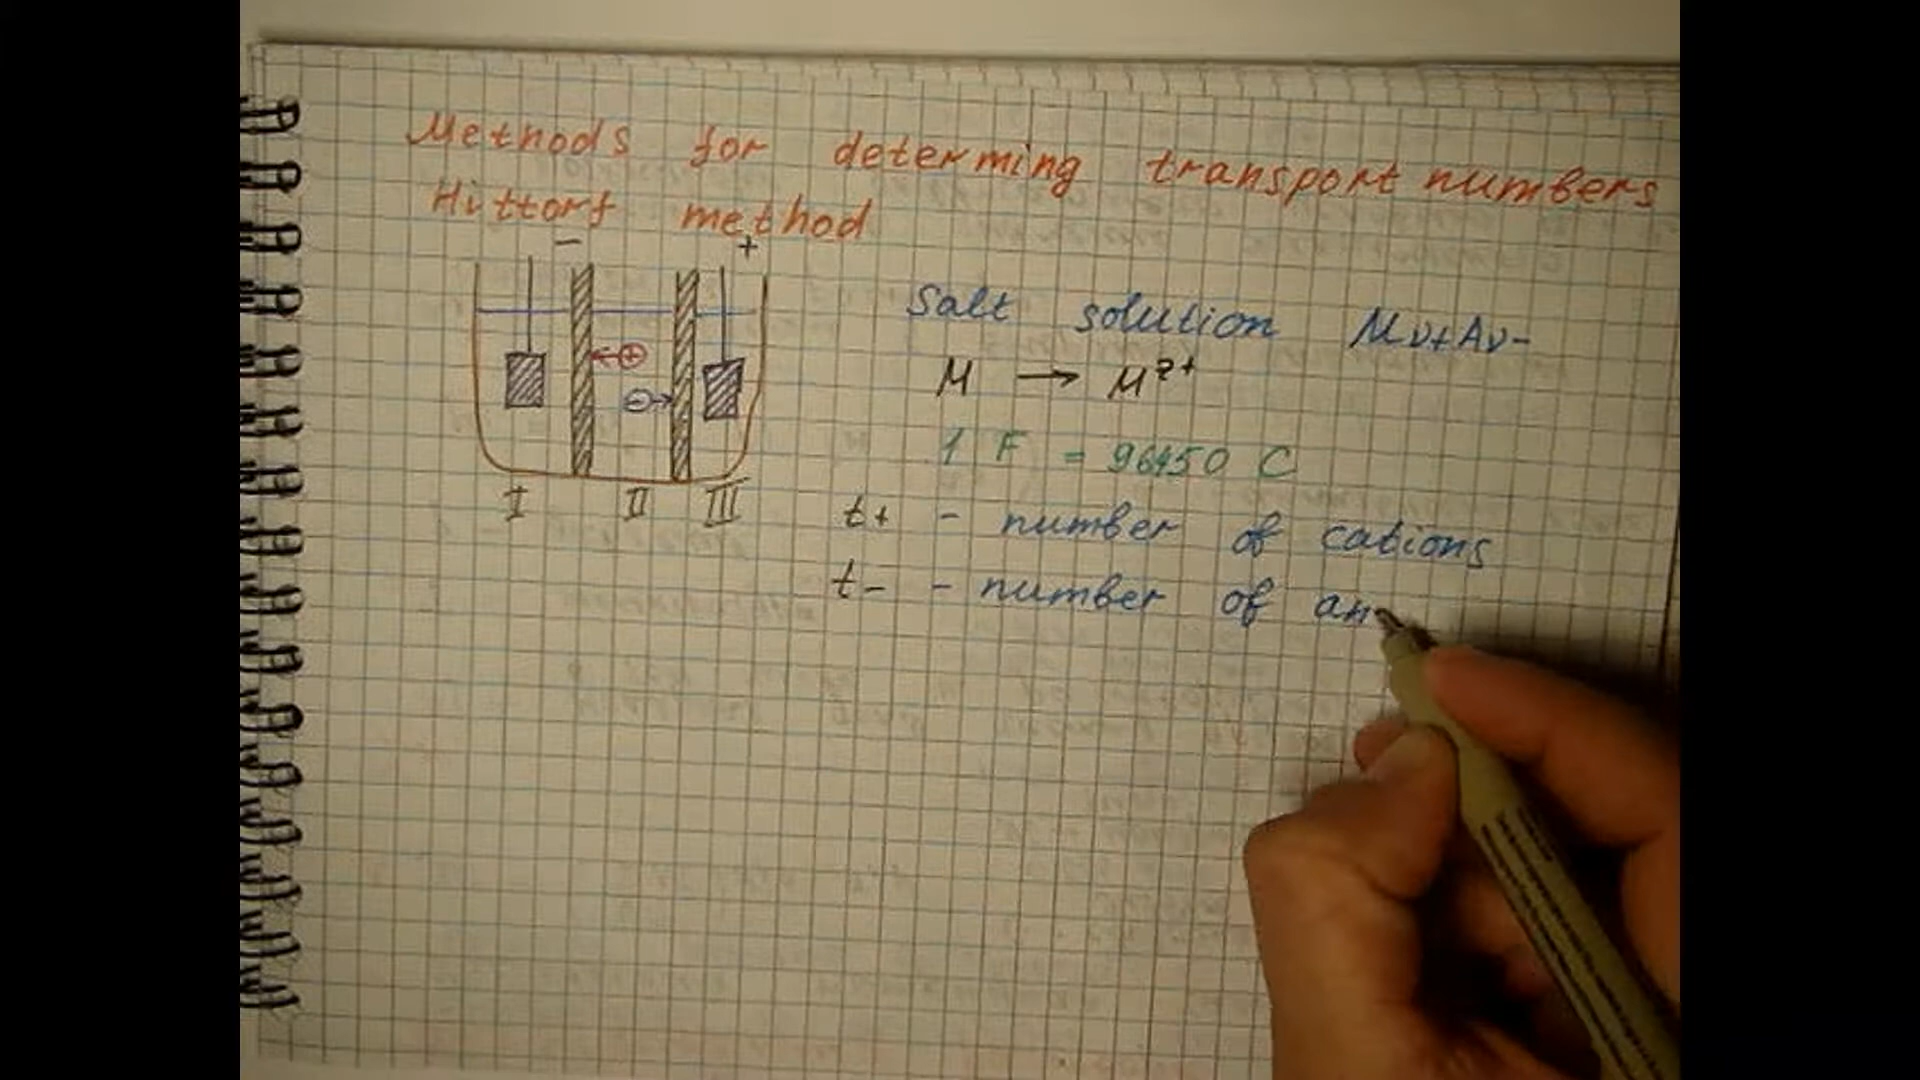 Methods for determing transport numbers
Hittorf method
− +
Salt solution Mν+Aν−
M → Mz+
⊕
⊖
1 F = 96450 C
I II III
t+ - number of cations
t− - number of an